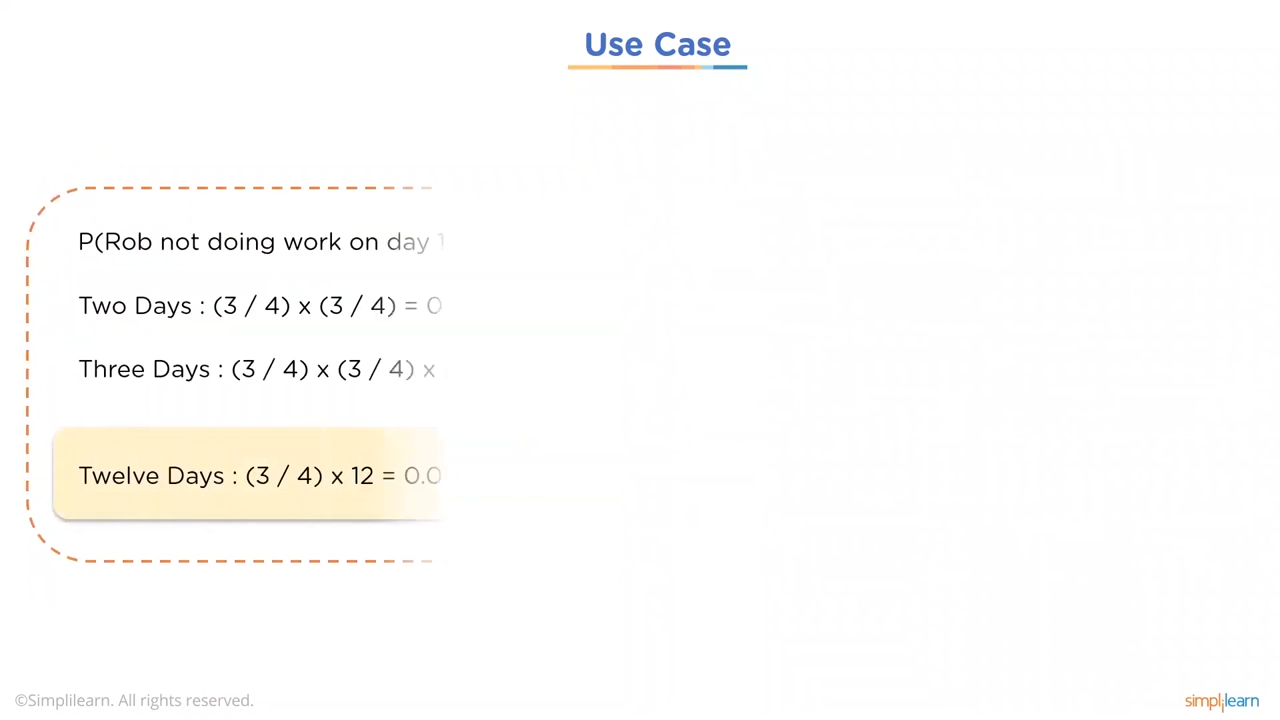 Use Case
P(Rob not doing work on day 1
Two Days : (3 / 4) x (3 / 4) = 0
Three Days : (3 / 4) x (3 / 4) x
Twelve Days : (3 / 4) x 12 = 0.0
©Simplilearn. All rights reserved.
simplilearn